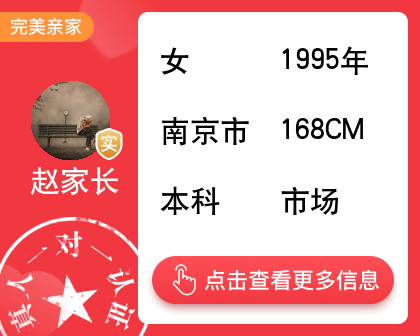 完美亲家
女
1995年
南京市
168CM
本科
市场
实
赵家长
真人一对一认证
点击查看更多信息